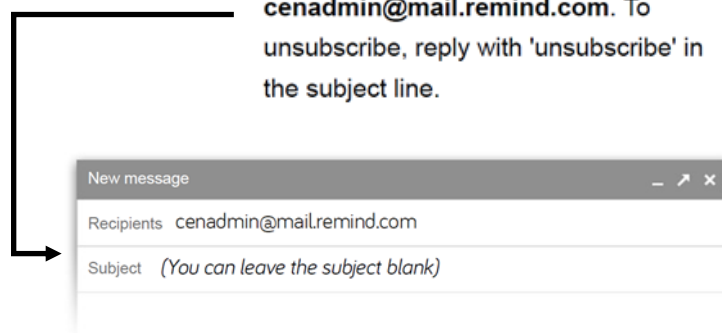 cenadmin@mail.remind.com. To
unsubscribe, reply with 'unsubscribe' in
the subject line.
New message
Recipients cenadmin@mail.remind.com
Subject (You can leave the subject blank)